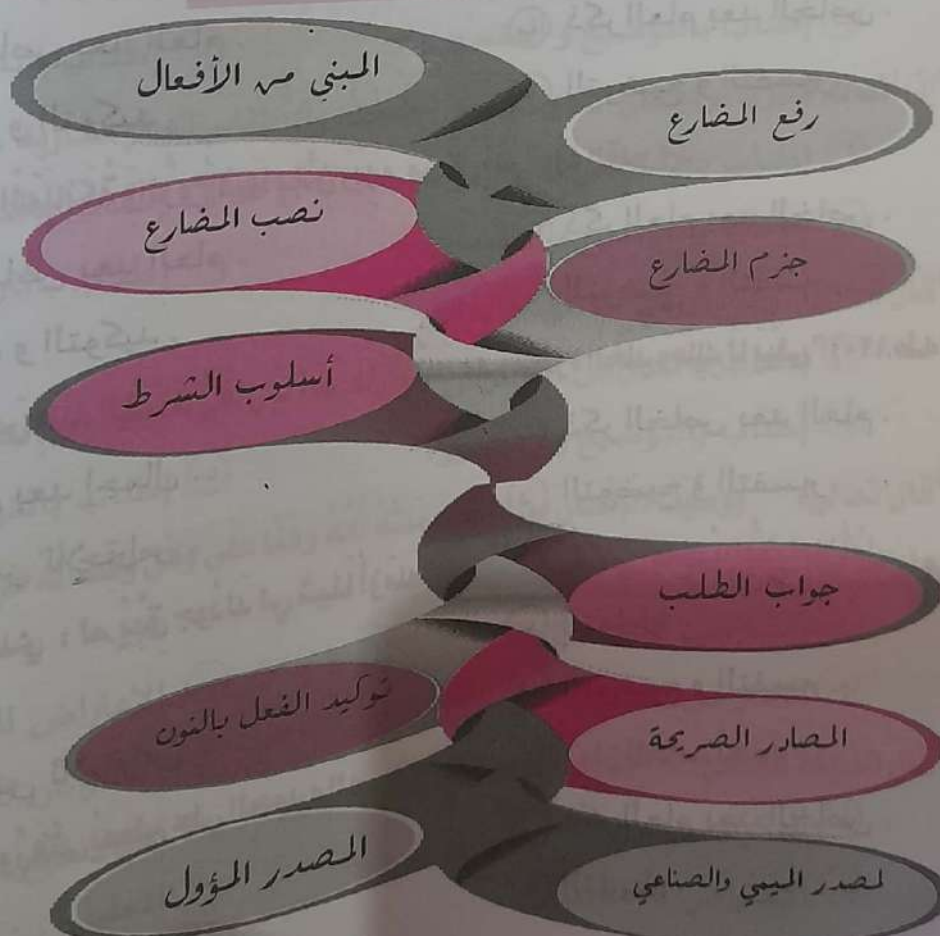 المبني من الأفعال
رفع المضارع
نصب المضارع
جزم المضارع
أسلوب الشرط
جواب الطلب
توكيد الفعل بالنون
المصادر الصريحة
المصدر المؤول
لمصدر الميمي والصناعي